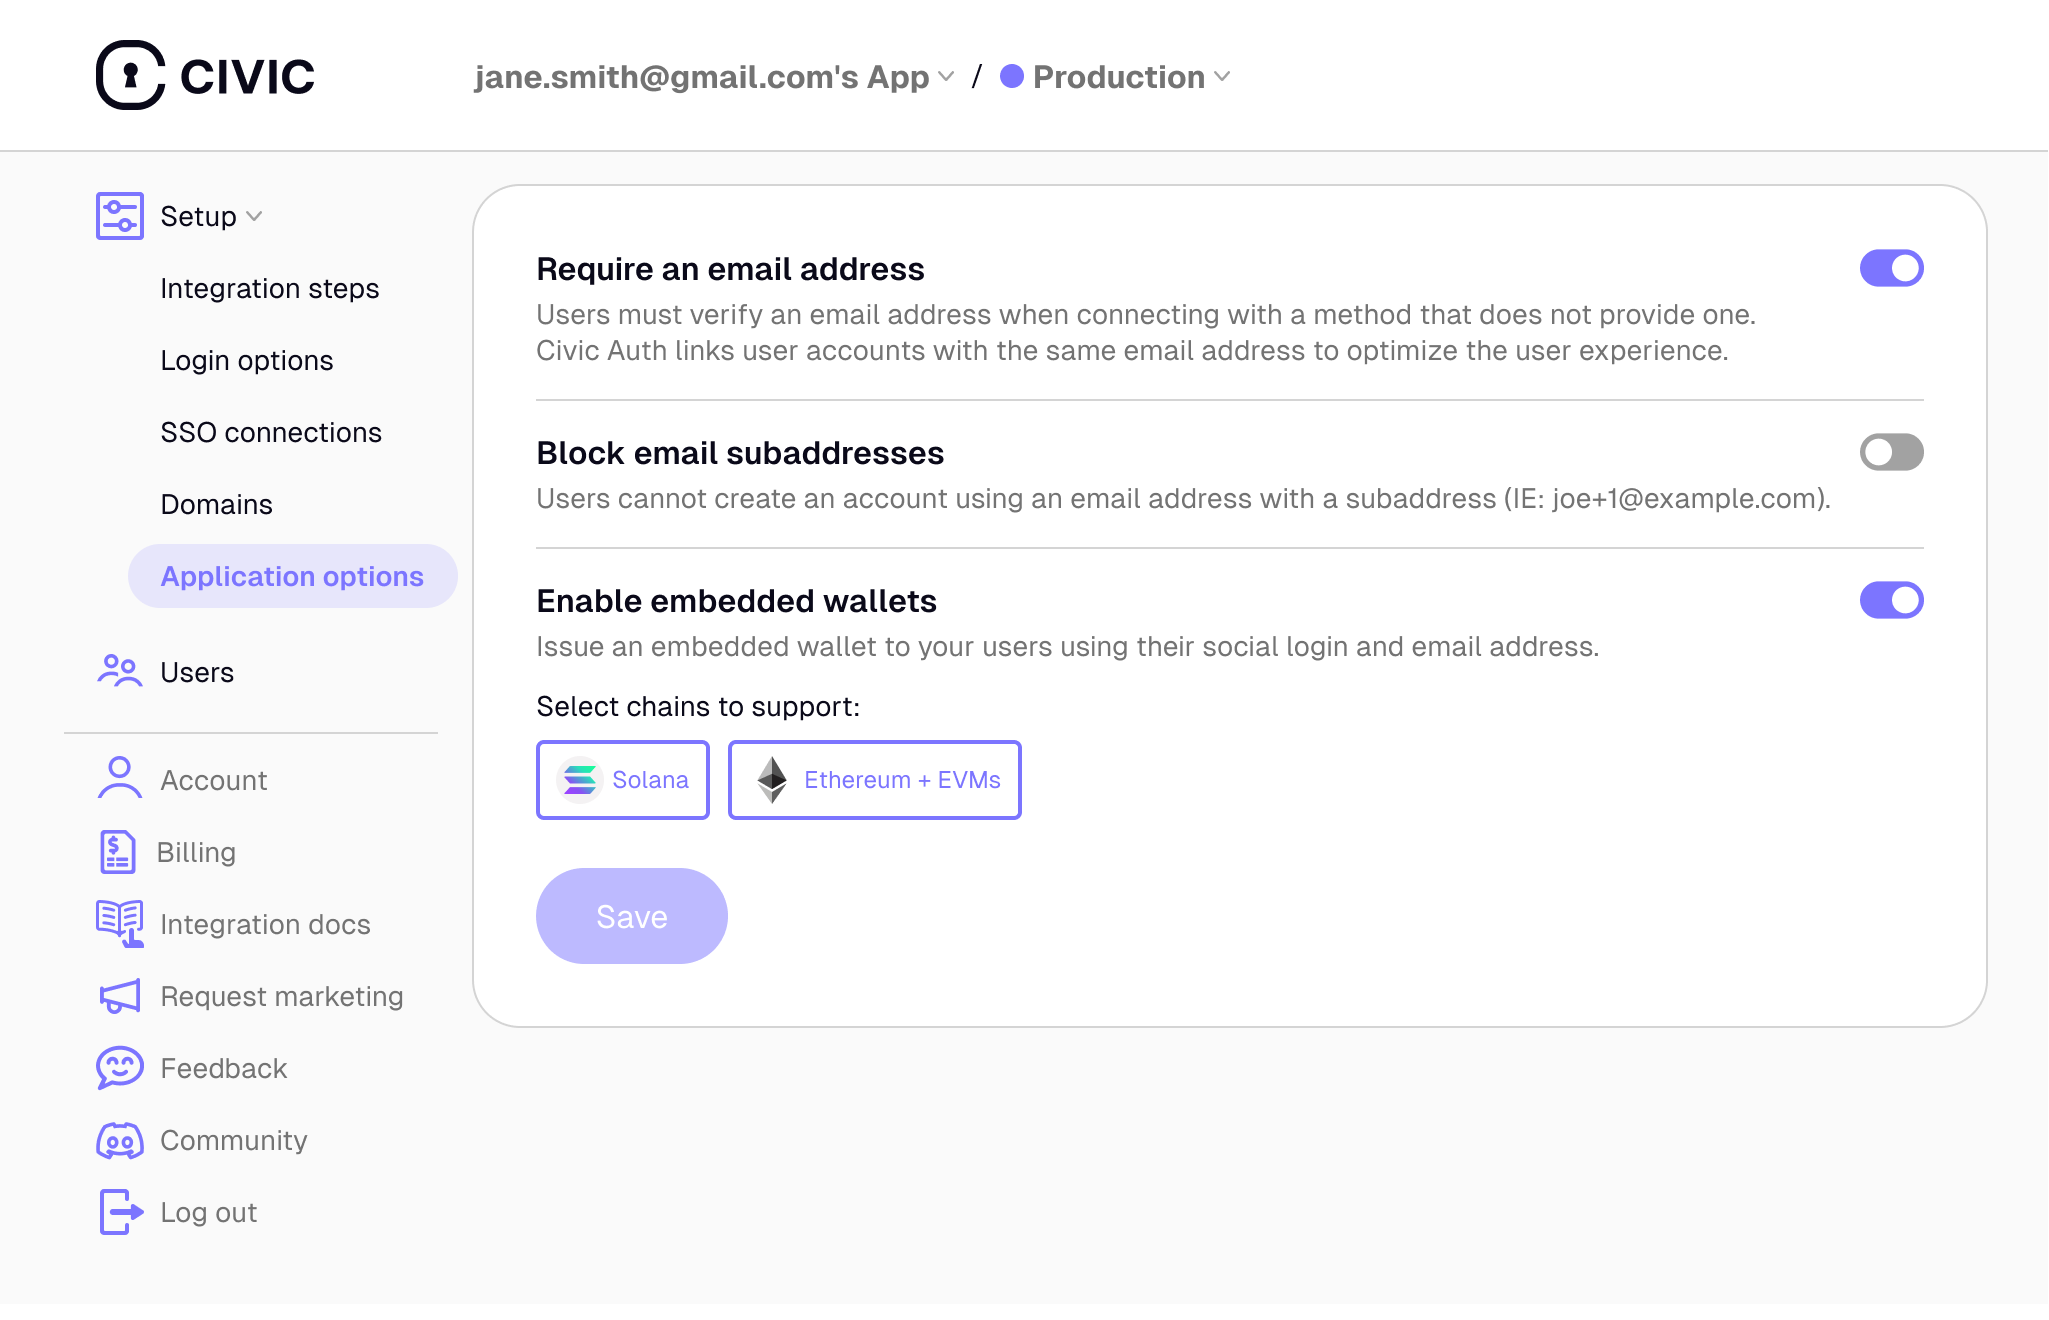 CIVIC
jane.smith@gmail.com's App / Production
Setup
Integration steps
Login options
SSO connections
Domains
Application options
Users
Account
Billing
Integration docs
Request marketing
Feedback
Community
Log out
Require an email address
Users must verify an email address when connecting with a method that does not provide one.
Civic Auth links user accounts with the same email address to optimize the user experience.
Block email subaddresses
Users cannot create an account using an email address with a subaddress (IE: joe+1@example.com).
Enable embedded wallets
Issue an embedded wallet to your users using their social login and email address.
Select chains to support:
Solana
Ethereum + EVMs
Save